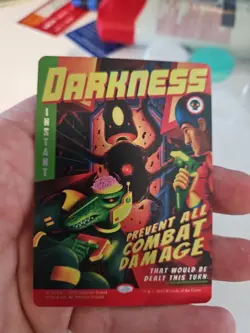 DARKNESS
INSTANT
PREVENT ALL
COMBAT
DAMAGE
THAT WOULD BE
DEALT THIS TURN.